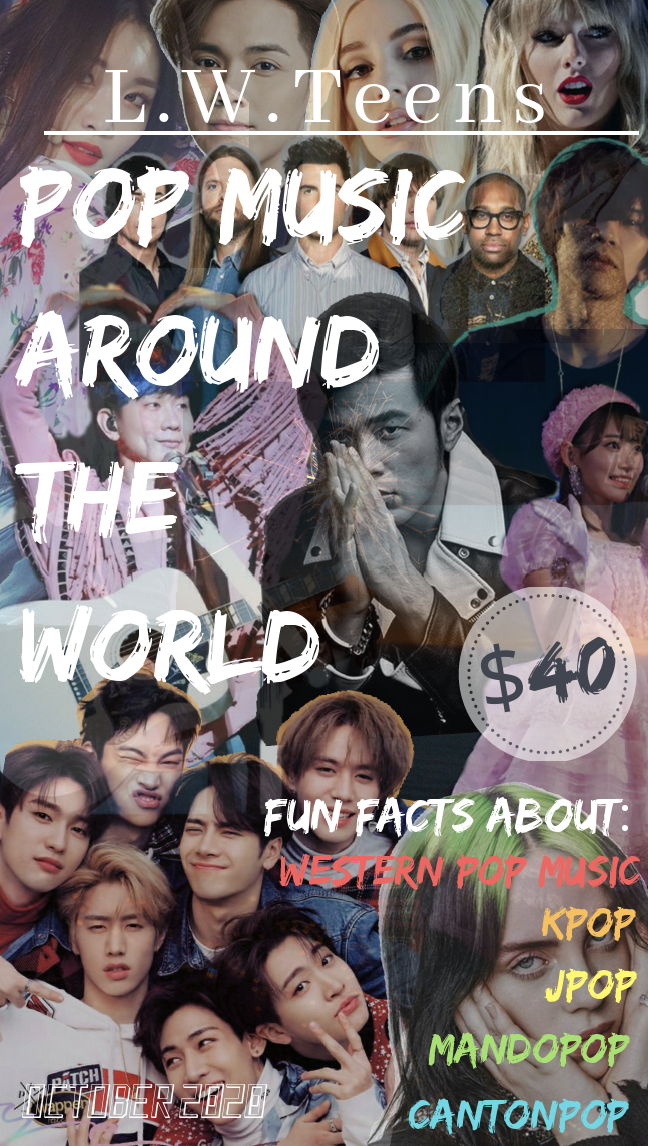 L.W.Teens
POP MUSIC
AROUND
THE
WORLD
$40
FUN FACTS ABOUT:
WESTERN POP MUSIC
KPOP
JPOP
MANDOPOP
CANTONPOP
PITCH
OCTOBER 2020